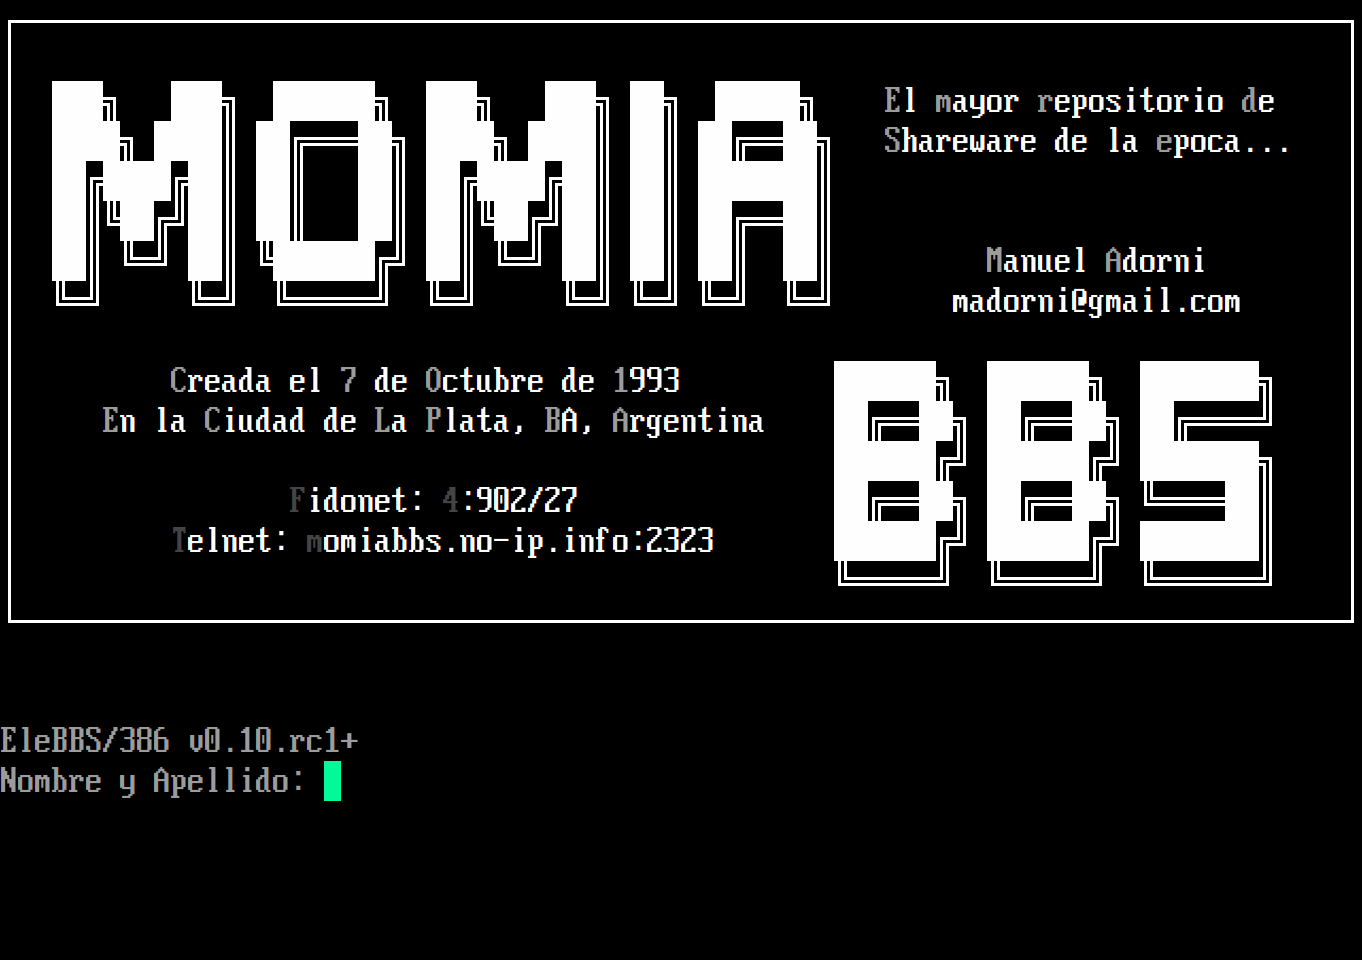 MOMIA
El mayor repositorio de
Shareware de la epoca...
Manuel Adorni
madorni@gmail.com
Creada el 7 de Octubre de 1993
En la Ciudad de La Plata, BA, Argentina
BBS
Fidonet: 4:902/27
Telnet: momiabbs.no-ip.info:2323
EleBBS/386 v0.10.rc1+
Nombre y Apellido: